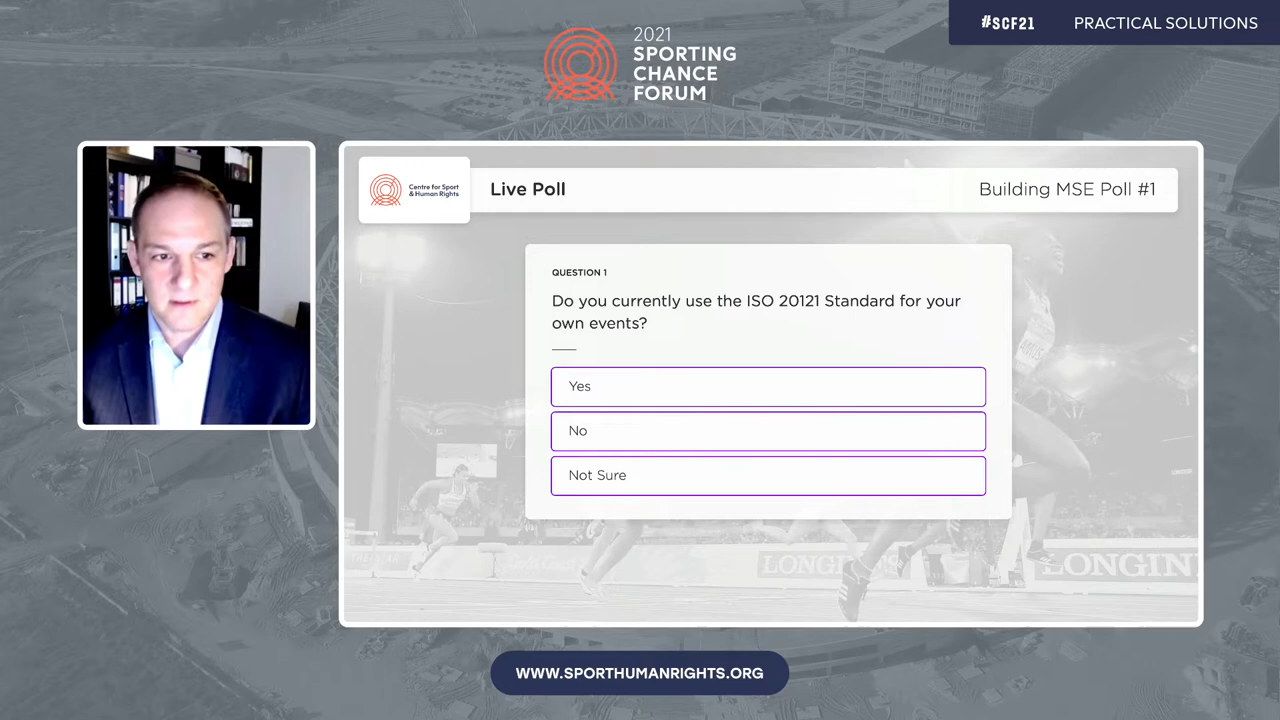 #SCF21 PRACTICAL SOLUTIONS
2021
SPORTING
CHANCE
FORUM
Centre for Sport
& Human Rights
Live Poll
Building MSE Poll #1
QUESTION 1
Do you currently use the ISO 20121 Standard for your
own events?
Yes
No
Not Sure
LONGIN
LONGIN
WWW.SPORTHUMANRIGHTS.ORG